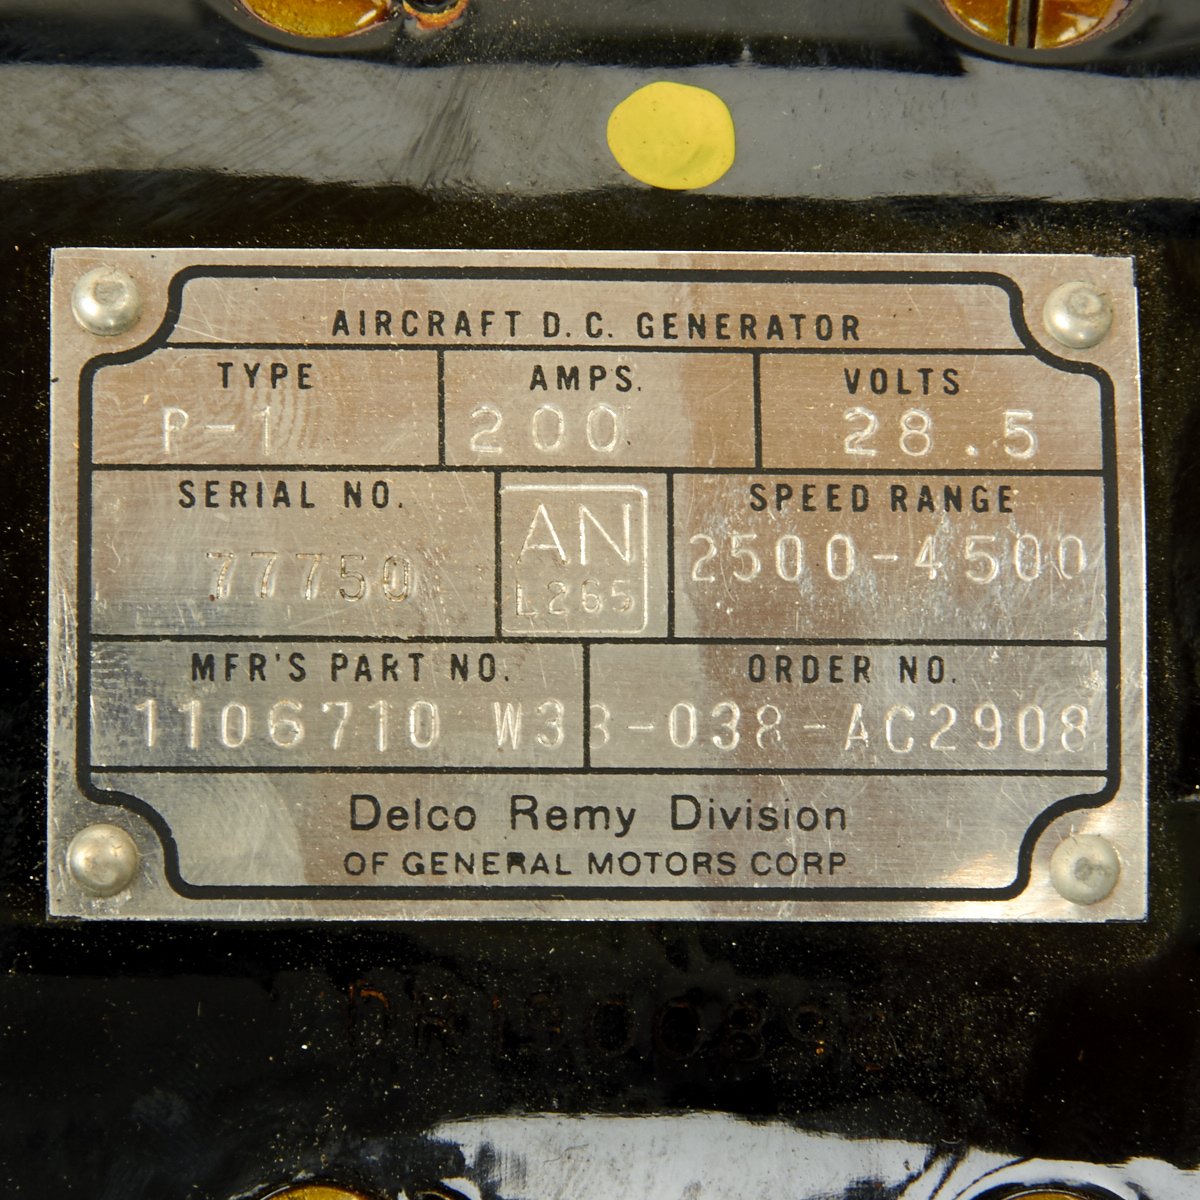 AIRCRAFT D.C. GENERATOR
TYPE AMPS. VOLTS
P-1 200 28.5
SERIAL NO. AN SPEED RANGE
77750 L265 2500-4500
MFR'S PART NO. ORDER NO.
1106710 W33-038-AC2908
Delco Remy Division
OF GENERAL MOTORS CORP.